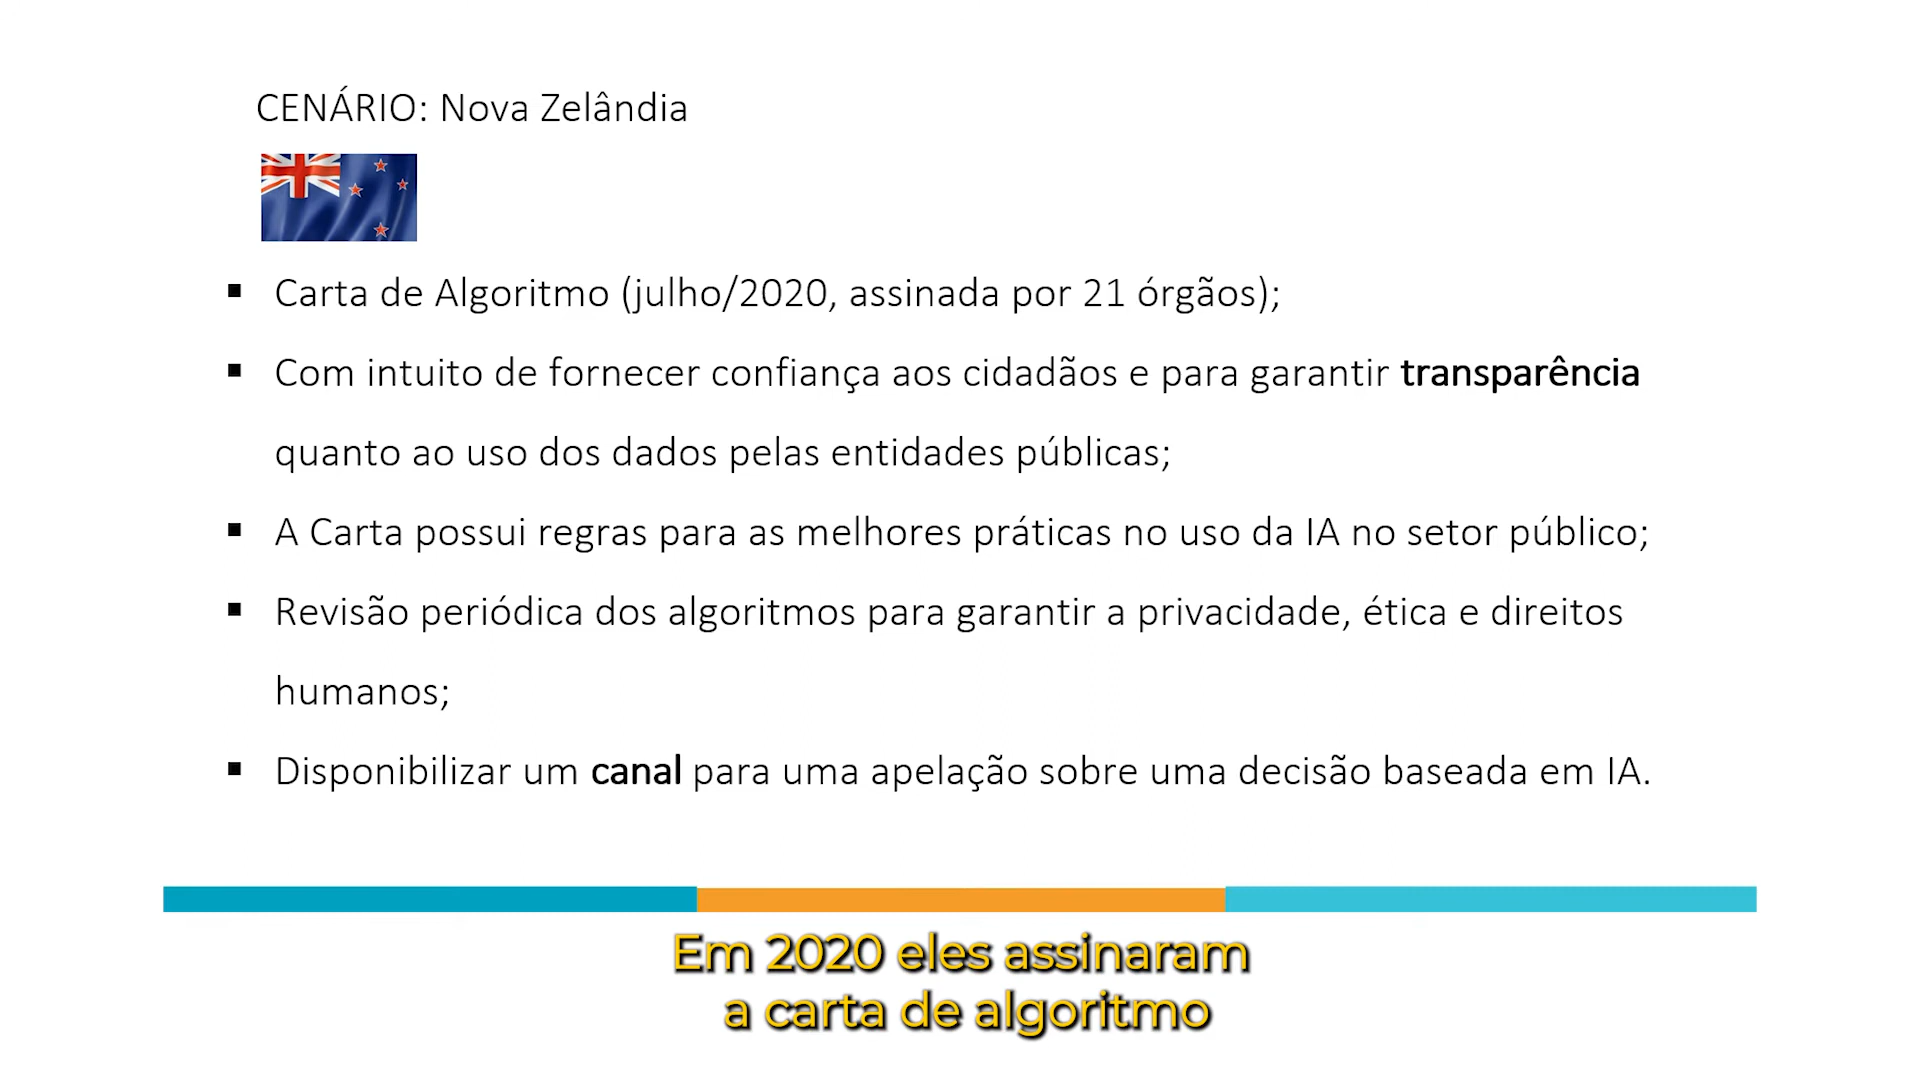 CENÁRIO: Nova Zelândia
▪ Carta de Algoritmo (julho/2020, assinada por 21 órgãos);
▪ Com intuito de fornecer confiança aos cidadãos e para garantir transparência
quanto ao uso dos dados pelas entidades públicas;
▪ A Carta possui regras para as melhores práticas no uso da IA no setor público;
▪ Revisão periódica dos algoritmos para garantir a privacidade, ética e direitos
humanos;
▪ Disponibilizar um canal para uma apelação sobre uma decisão baseada em IA.
Em 2020 eles assinaram
a carta de algoritmo